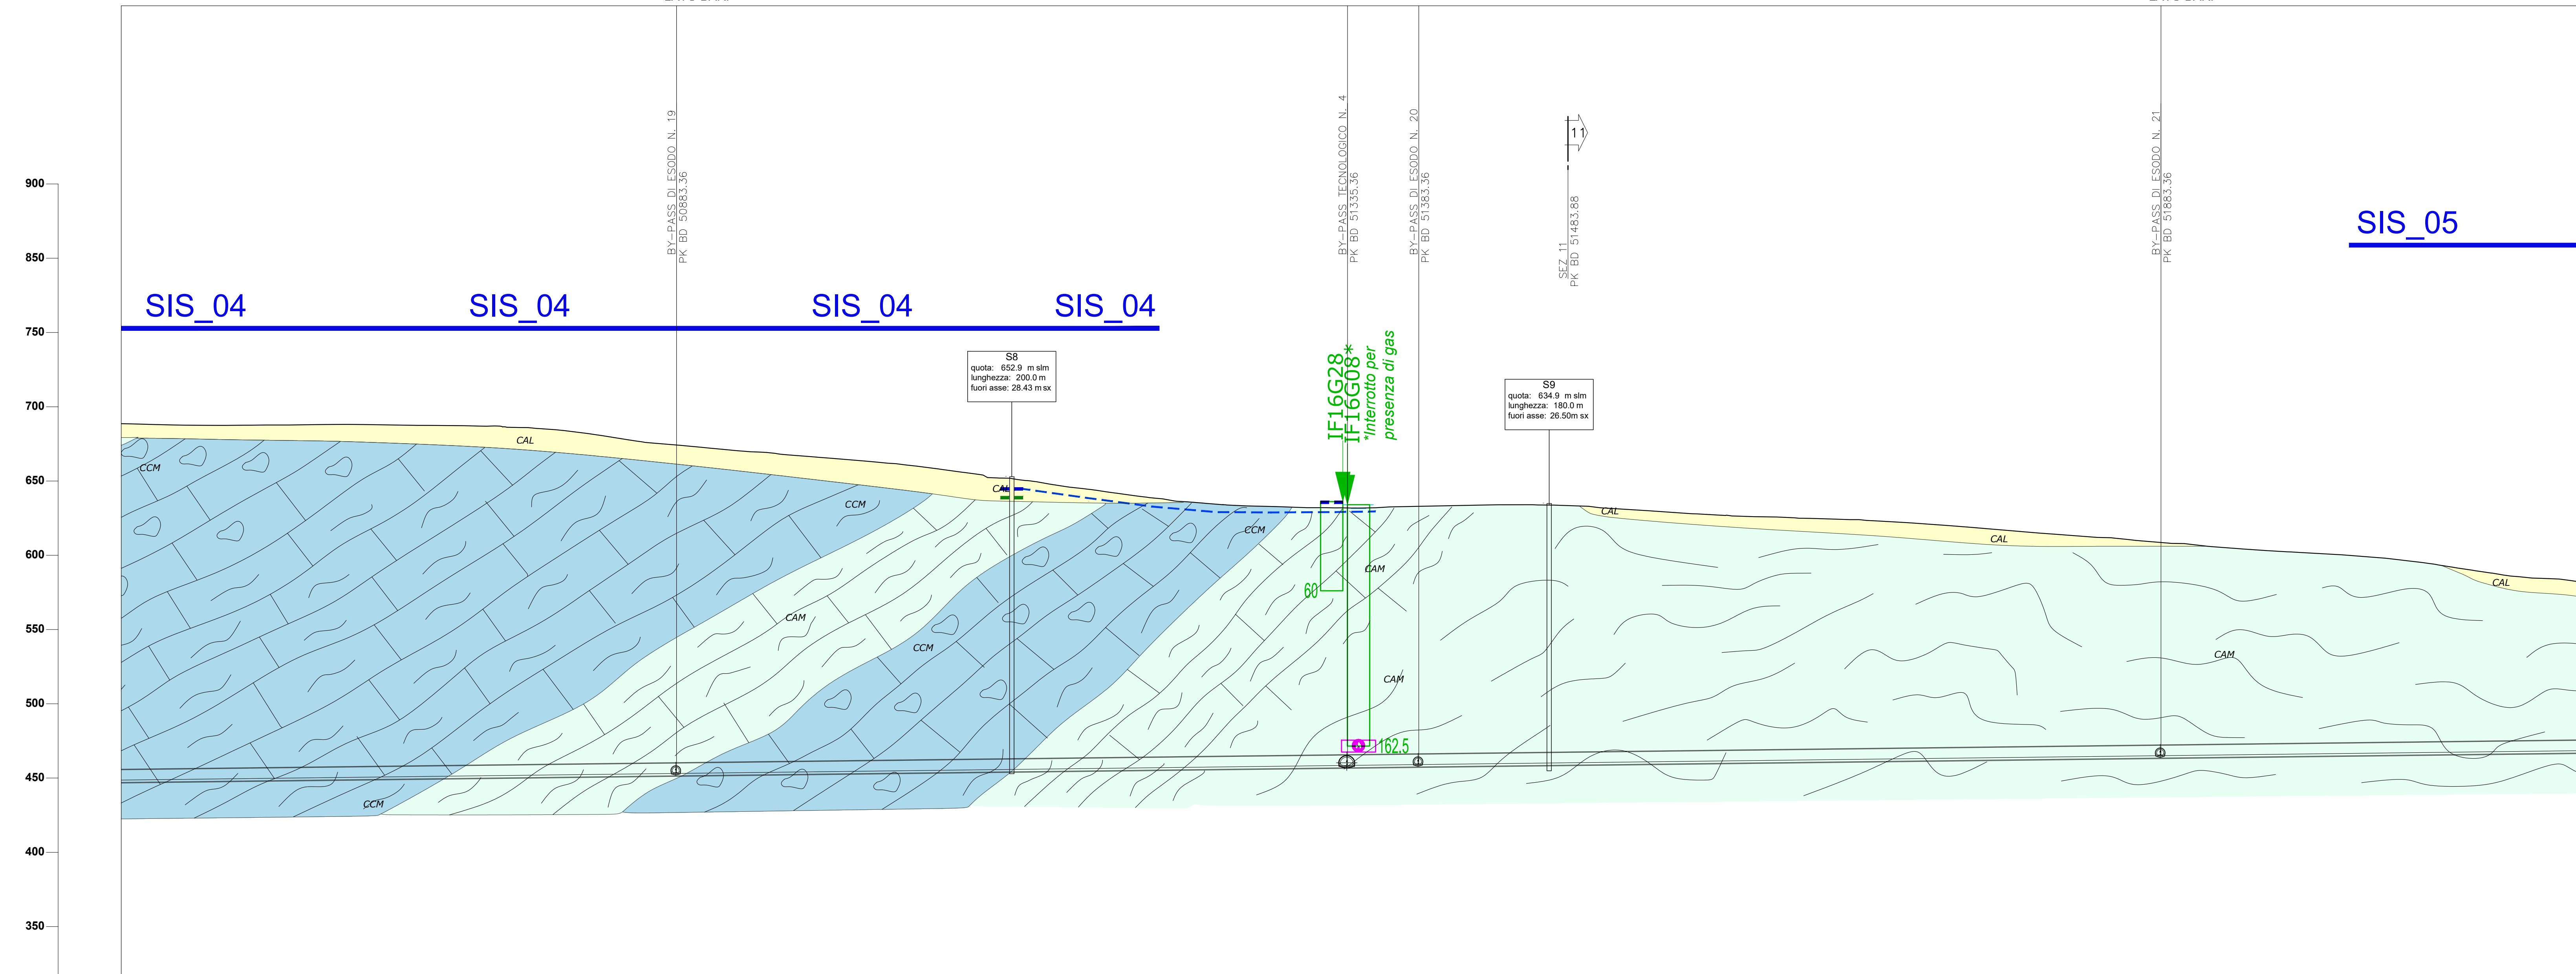 BY-PASS DI ESODO N. 19
PK BD 50883.36
BY-PASS TECNOLOGICO N. 4
PK BD 51335.36
BY-PASS DI ESODO N. 20
PK BD 51383.36
11
SEZ 11
PK BD 51483.88
BY-PASS DI ESODO N. 21
PK BD 51883.36
900
850
750
700
650
600
550
500
450
400
350
SIS_05
SIS_04
SIS_04
SIS_04
SIS_04
S8
quota: 652.9 m slm
lunghezza: 200.0 m
fuori asse: 28.43 m sx
IF16G28
IF16G08*
*Interrotto per
presenza di gas
S9
quota: 634.9 m slm
lunghezza: 180.0 m
fuori asse: 26.50m sx
CAL
CCM
CAL
CCM
CCM
CAL
CAL
CAM
CAL
60
CAM
CCM
CAM
CAM
162.5
CCM